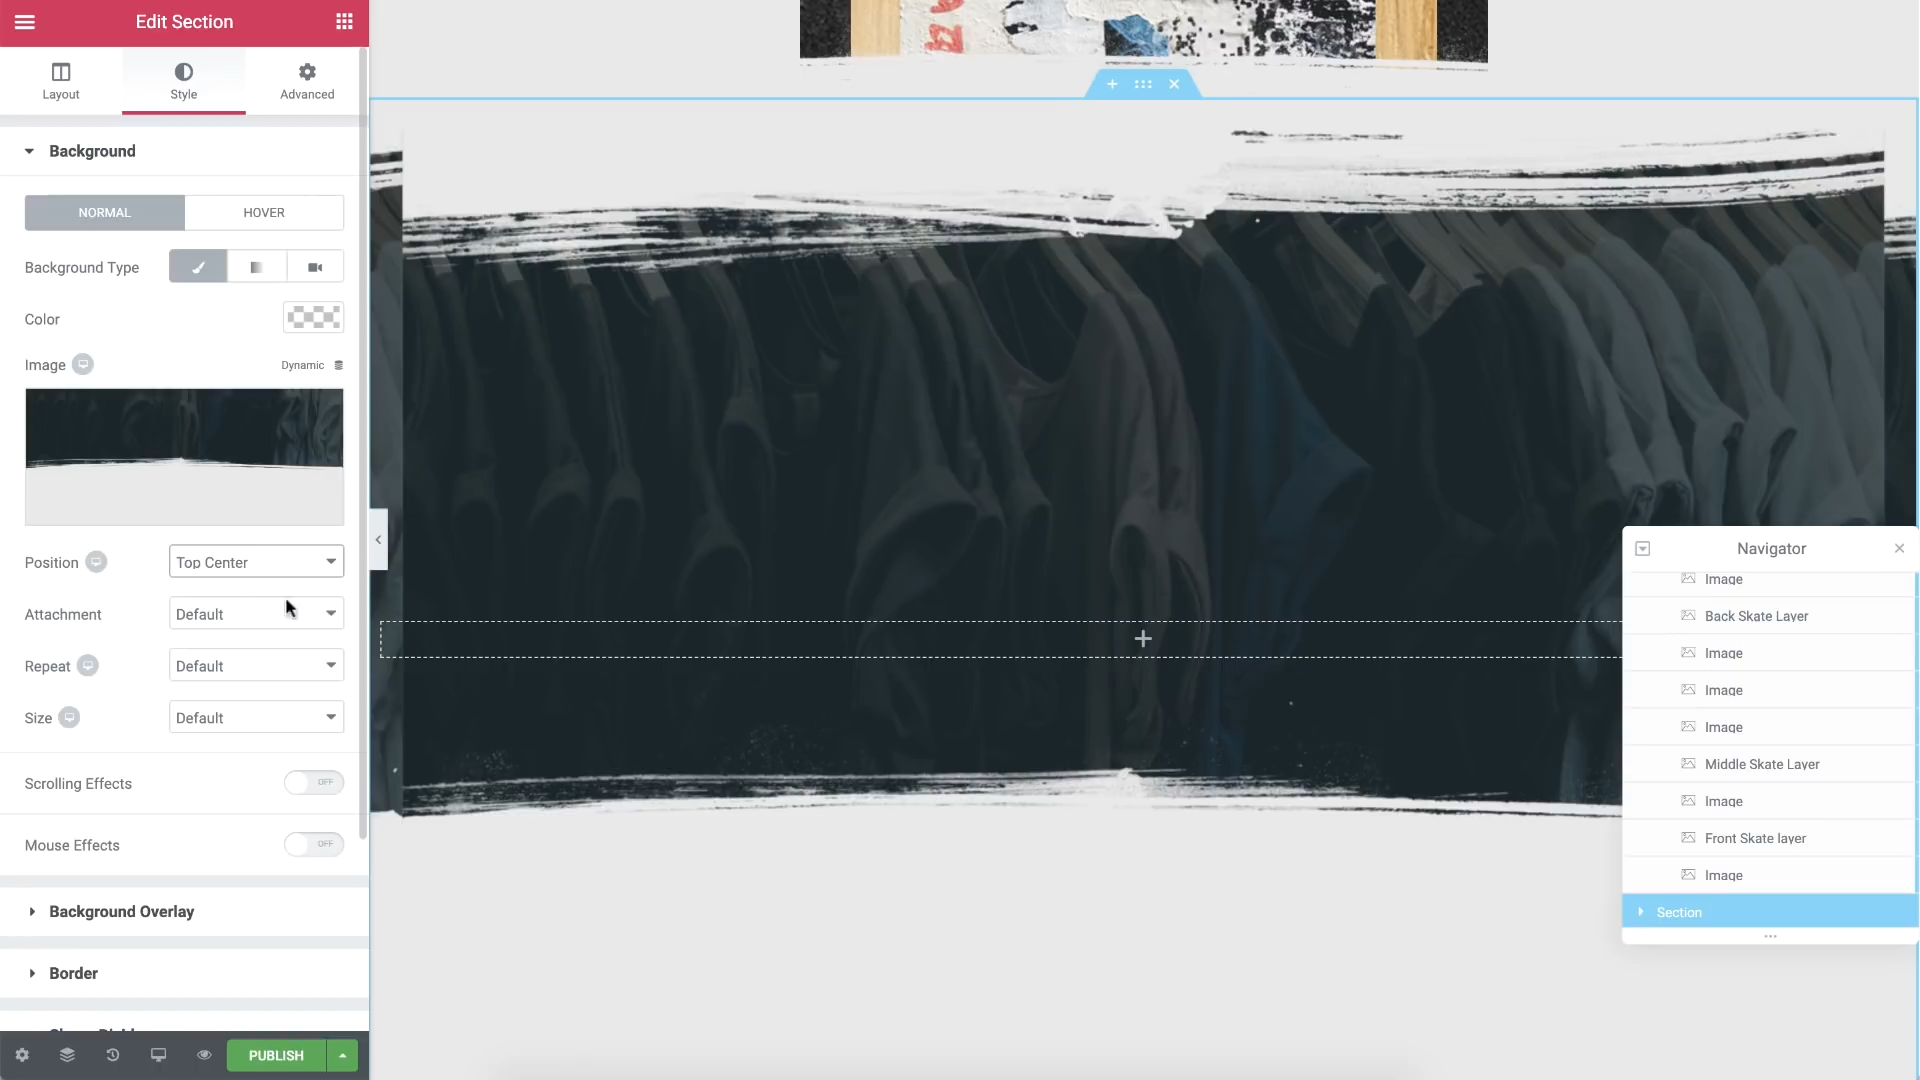 Edit Section
Layout
Style
Advanced
Background
NORMAL
HOVER
Background Type
Color
Image
Dynamic
Position
Top Center
Attachment
Default
Repeat
Default
Size
Default
Scrolling Effects
OFF
Mouse Effects
OFF
Background Overlay
Border
PUBLISH
Navigator
Image
Back Skate Layer
Image
Image
Image
Middle Skate Layer
Image
Front Skate layer
Image
Section